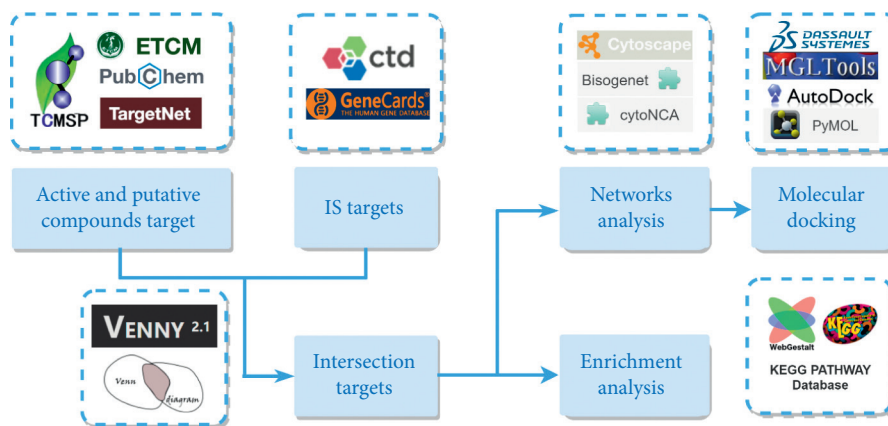 ETCM
PubChem
TCMSP
TargetNet
ctd
GeneCards®
THE HUMAN GENE DATABASE
Cytoscape
Bisogenet
cytoNCA
DASSAULT
SYSTEMES
MGLTools
AutoDock
PyMOL
Active and putative
compounds target
IS targets
Networks
analysis
Molecular
docking
VENNY 2.1
Venn
diagram
Intersection
targets
Enrichment
analysis
WebGestalt
KEGG
KEGG PATHWAY
Database